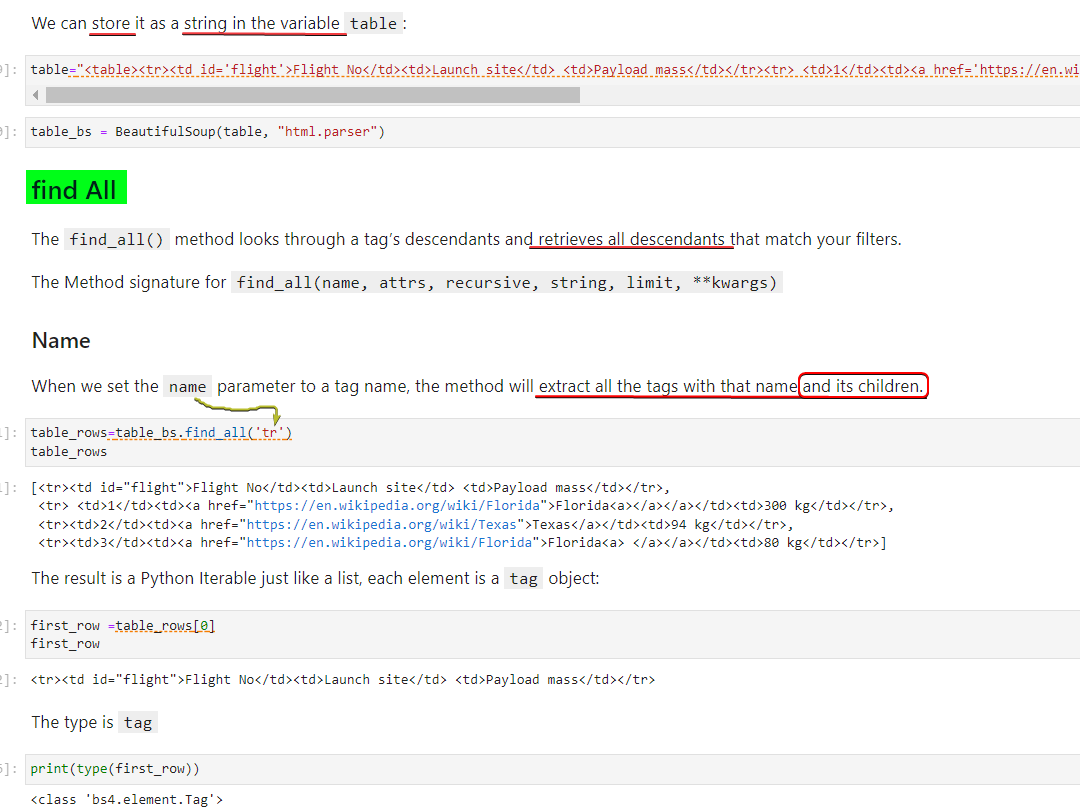 We can store it as a string in the variable table:
]: table="<table><tr><td id='flight'>Flight No</td><td>Launch site</td> <td>Payload mass</td></tr><tr> <td>1</td><td><a href='https://en.wi
]: table_bs = BeautifulSoup(table, "html.parser")
find All
The find_all() method looks through a tag’s descendants and retrieves all descendants that match your filters.
The Method signature for find_all(name, attrs, recursive, string, limit, **kwargs)
Name
When we set the name parameter to a tag name, the method will extract all the tags with that name and its children.
]: table_rows=table_bs.find_all('tr')
table_rows
]: [<tr><td id="flight">Flight No</td><td>Launch site</td> <td>Payload mass</td></tr>,
<tr> <td>1</td><td><a href="https://en.wikipedia.org/wiki/Florida">Florida<a></a></a></td><td>300 kg</td></tr>,
<tr><td>2</td><td><a href="https://en.wikipedia.org/wiki/Texas">Texas</a></td><td>94 kg</td></tr>,
<tr><td>3</td><td><a href="https://en.wikipedia.org/wiki/Florida">Florida<a> </a></a></td><td>80 kg</td></tr>]
The result is a Python Iterable just like a list, each element is a tag object:
]: first_row =table_rows[0]
first_row
]: <tr><td id="flight">Flight No</td><td>Launch site</td> <td>Payload mass</td></tr>
The type is tag
]: print(type(first_row))
<class 'bs4.element.Tag'>